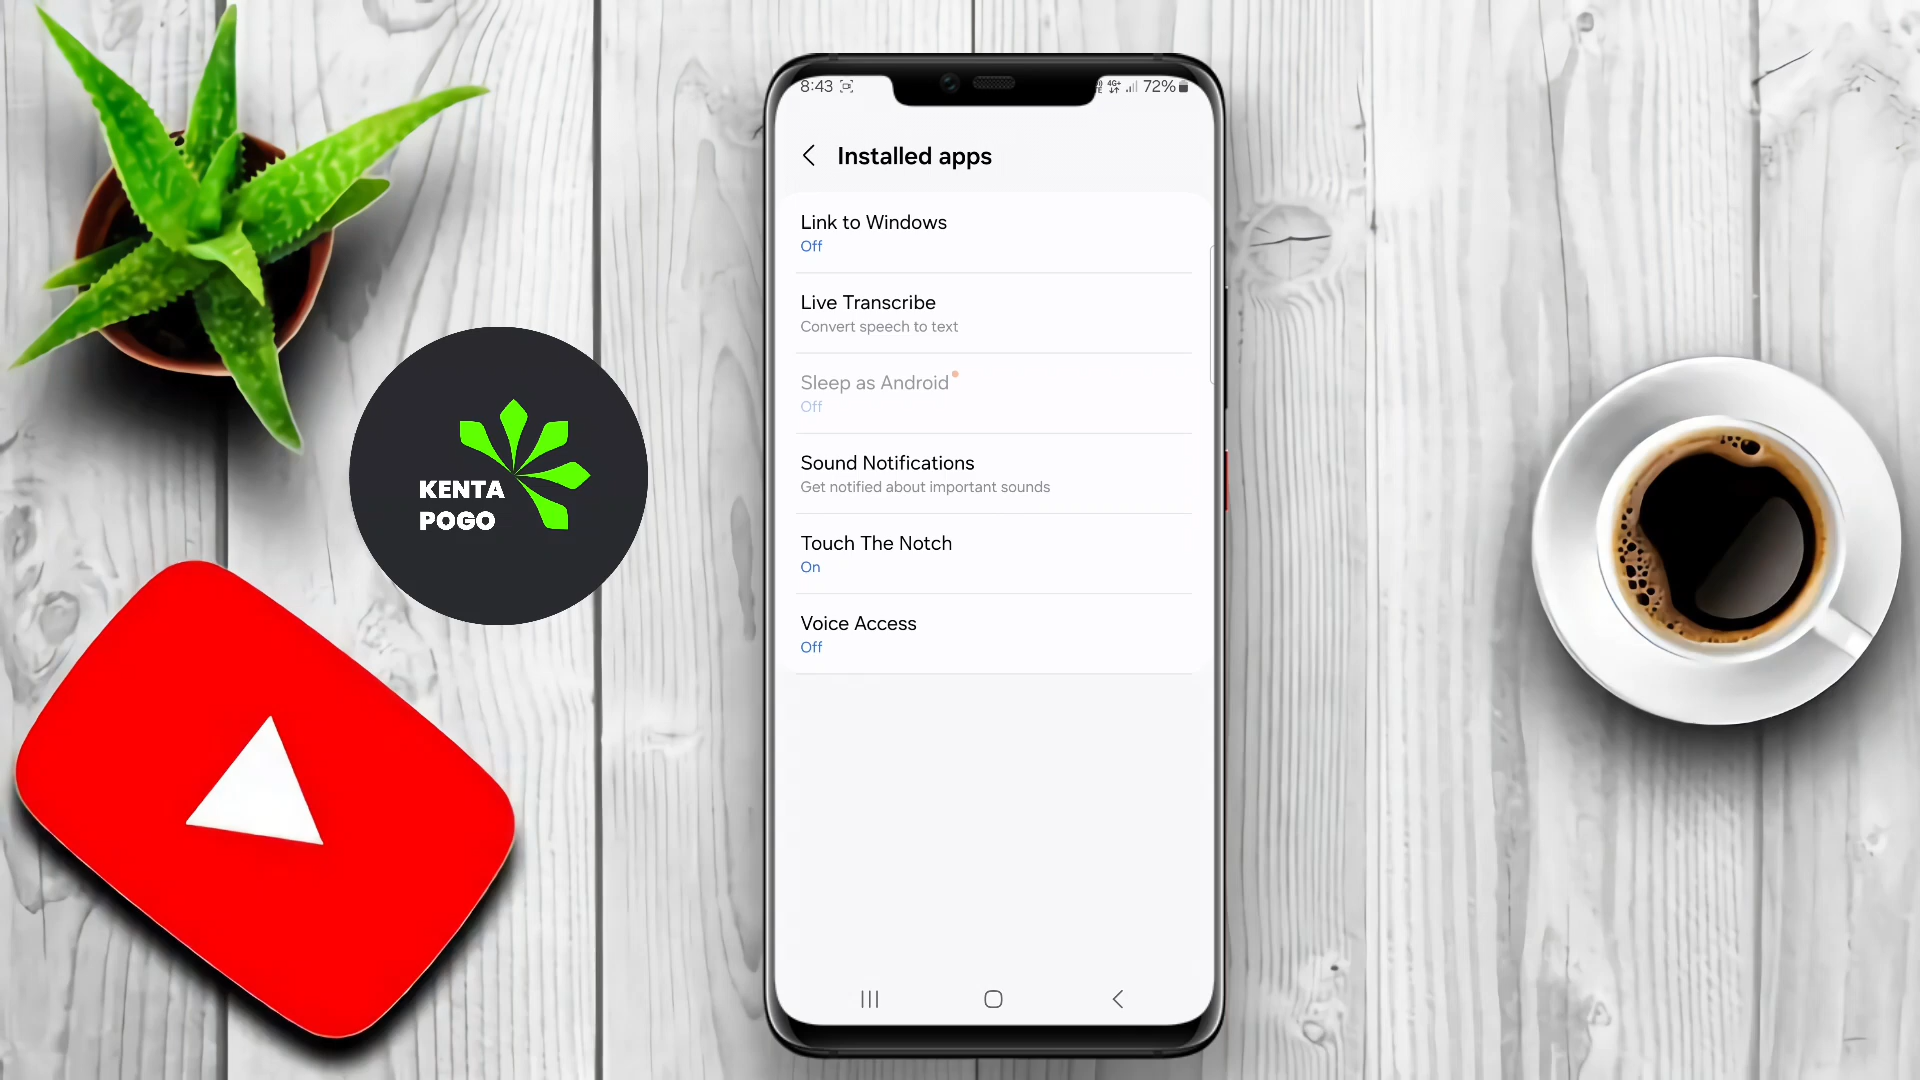 8:43
4G+
72%
Installed apps
Link to Windows
Off
Live Transcribe
Convert speech to text
Sleep as Android
Off
Sound Notifications
Get notified about important sounds
Touch The Notch
On
Voice Access
Off
KENTA
POGO